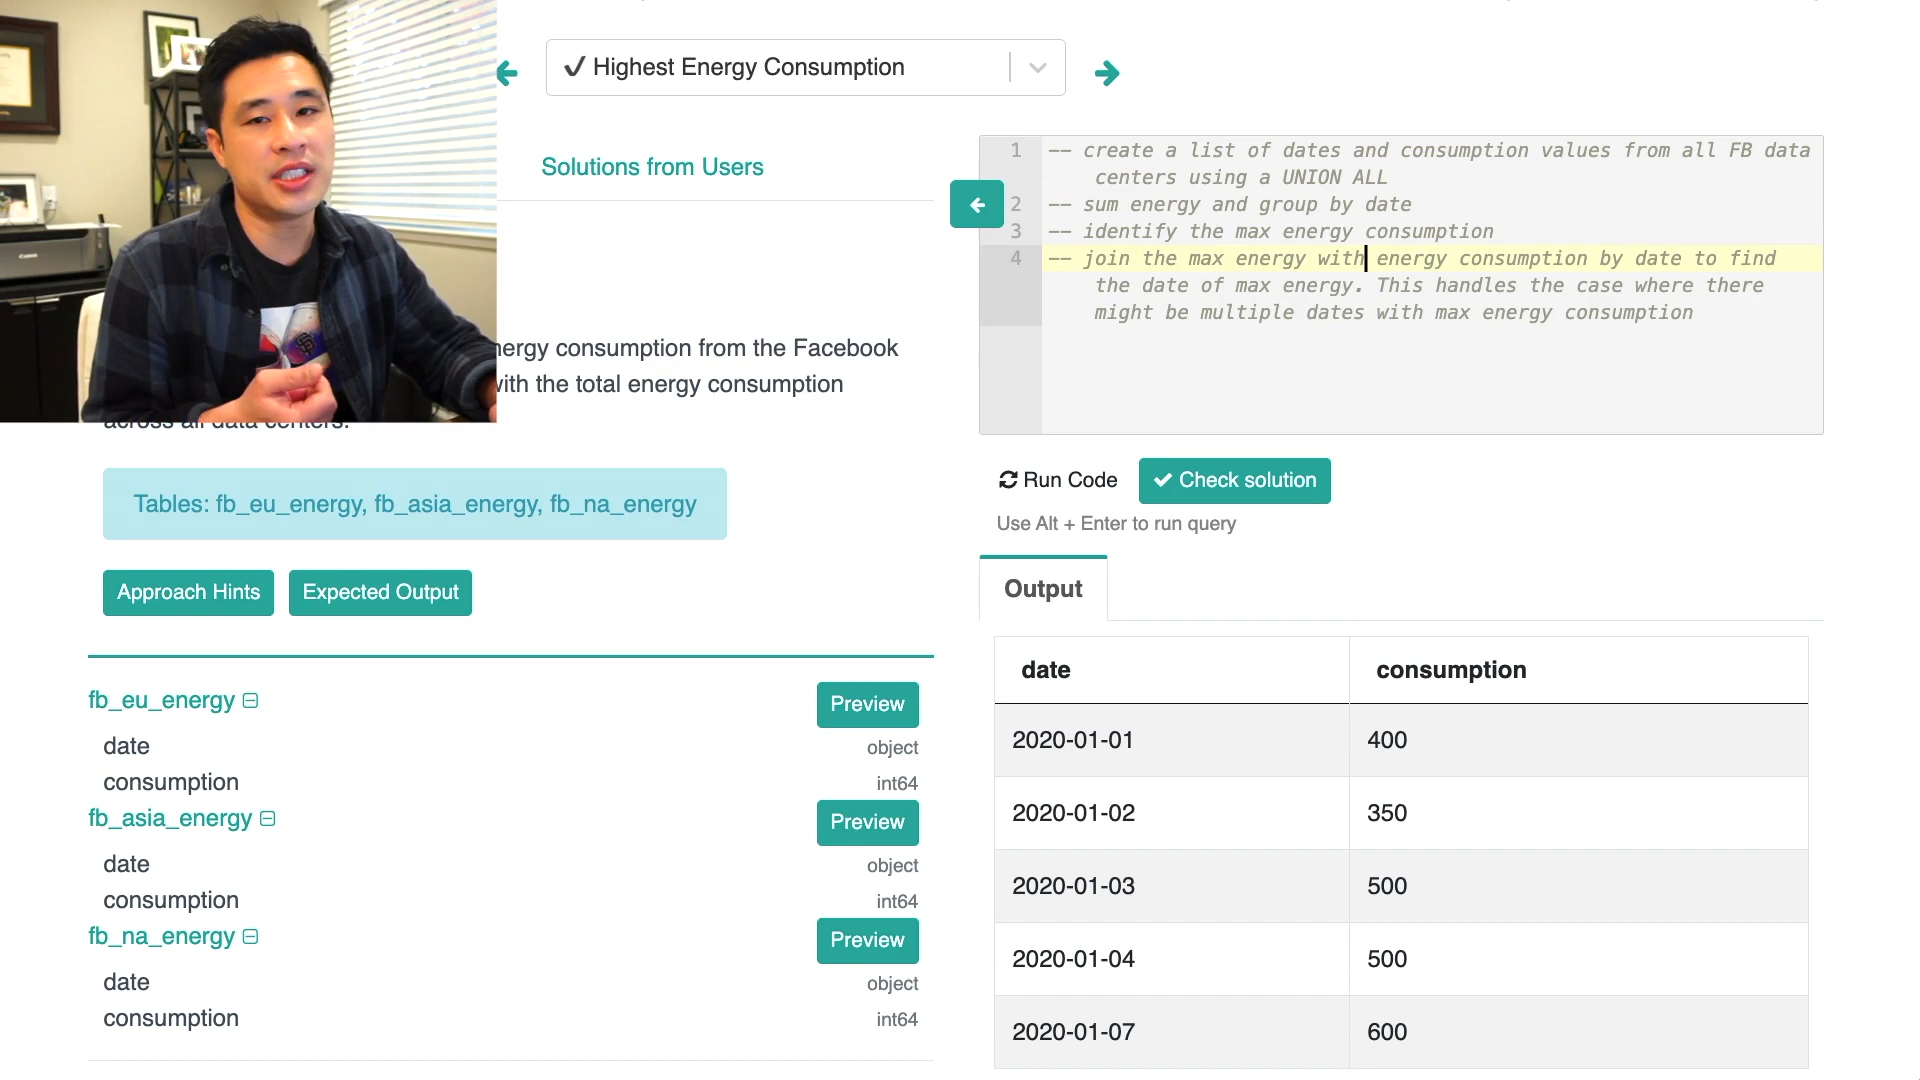 ✓ Highest Energy Consumption
Solutions from Users
energy consumption from the Facebook
with the total energy consumption
across all data centers.
Tables: fb_eu_energy, fb_asia_energy, fb_na_energy
Approach Hints Expected Output
fb_eu_energy Preview
date object
consumption int64
fb_asia_energy Preview
date object
consumption int64
fb_na_energy Preview
date object
consumption int64
1 -- create a list of dates and consumption values from all FB data
centers using a UNION ALL
2 -- sum energy and group by date
3 -- identify the max energy consumption
4 -- join the max energy with energy consumption by date to find
the date of max energy. This handles the case where there
might be multiple dates with max energy consumption
Run Code Check solution
Use Alt + Enter to run query
Output
date consumption
2020-01-01 400
2020-01-02 350
2020-01-03 500
2020-01-04 500
2020-01-07 600
Canon